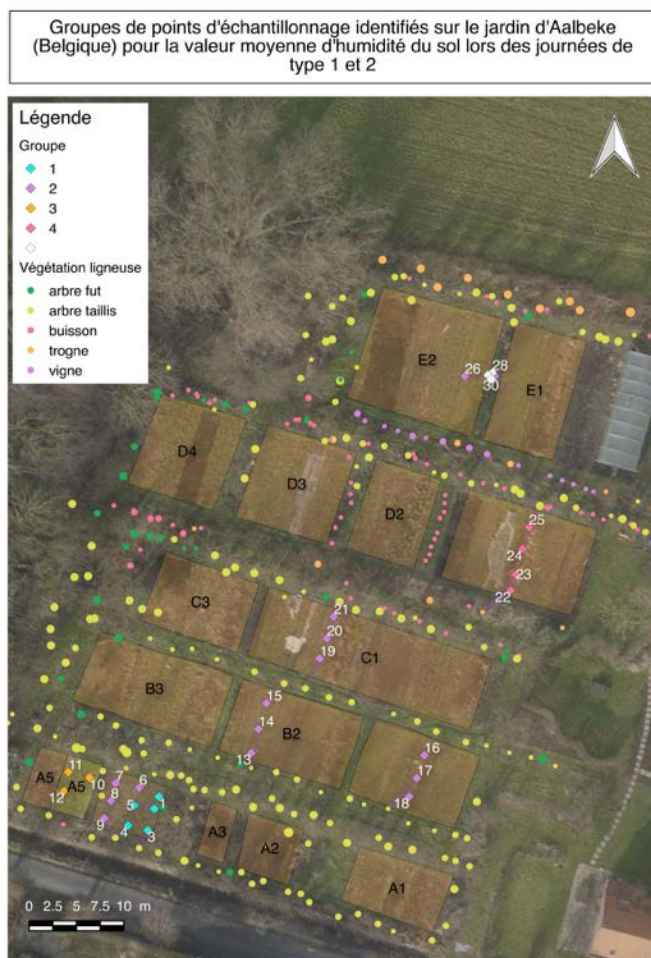 Groupes de points d'échantillonnage identifiés sur le jardin d'Aalbeke
(Belgique) pour la valeur moyenne d'humidité du sol lors des journées de
type 1 et 2
Légende
Groupe
1
2
3
4
Végétation ligneuse
arbre fut
arbre taillis
buisson
trogne
vigne
E2
26
28
30
E1
D4
D3
D2
25
24
23
22
C3
21
20
19
C1
B3
15
14
13
B2
16
17
18
A5
11
A5
10
12
7
6
8
5
1
9
4
3
A3
A2
A1
0 2.5 5 7.5 10 m